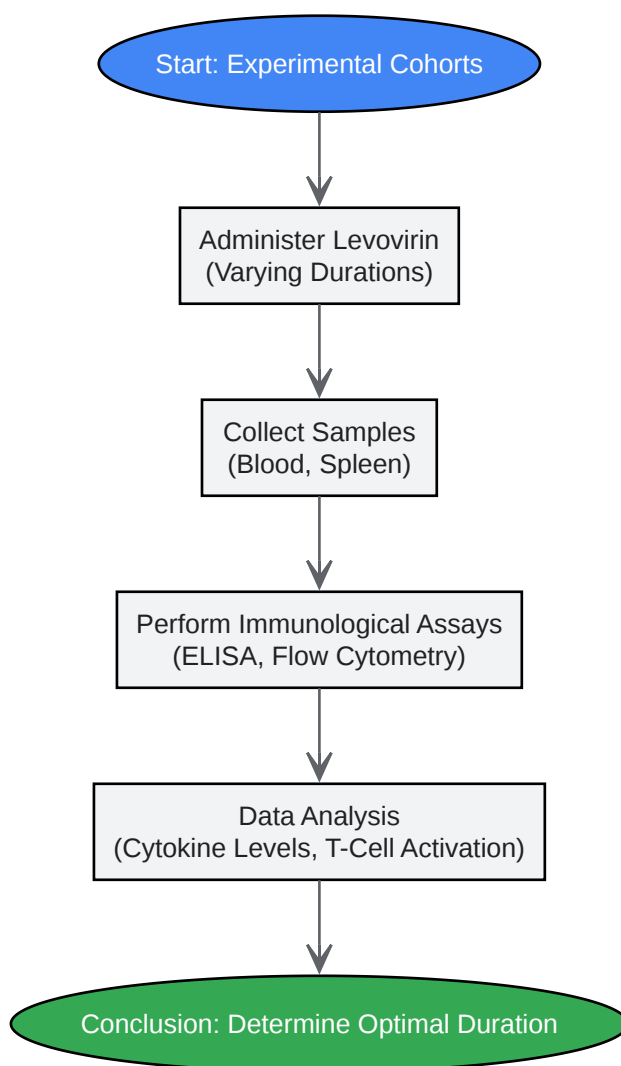 Start: Experimental Cohorts
Administer Levovirin
(Varying Durations)
Collect Samples
(Blood, Spleen)
Perform Immunological Assays
(ELISA, Flow Cytometry)
Data Analysis
(Cytokine Levels, T-Cell Activation)
Conclusion: Determine Optimal Duration